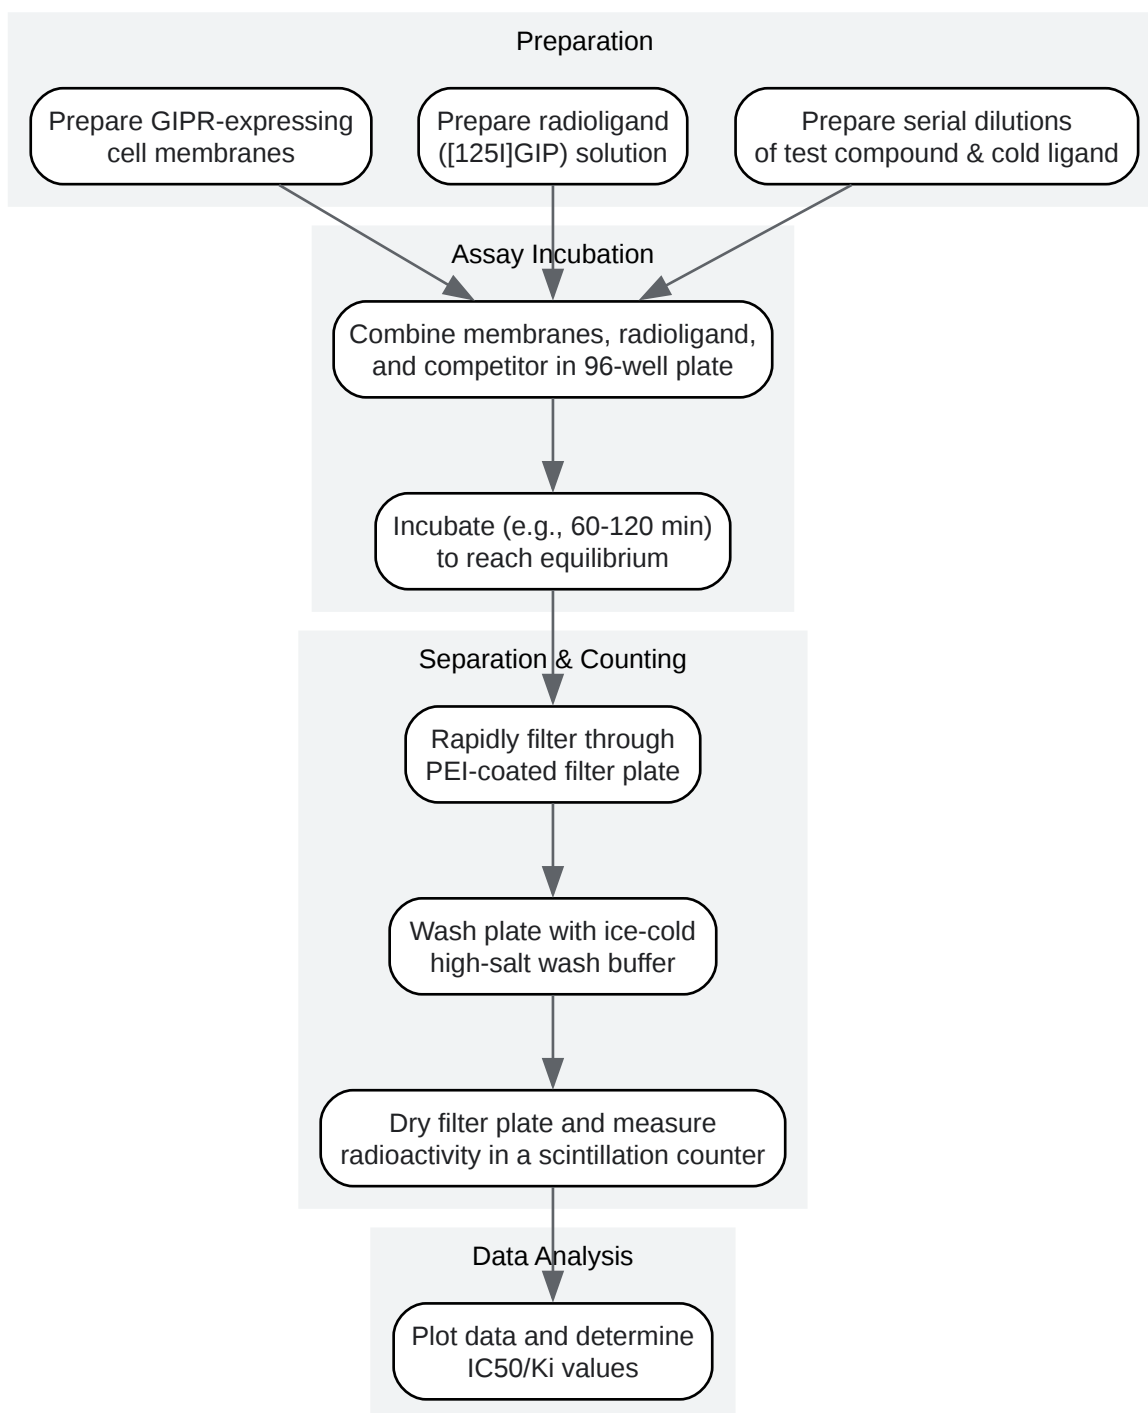 Preparation
Prepare GIPR-expressing
cell membranes
Prepare radioligand
([125I]GIP) solution
Prepare serial dilutions
of test compound & cold ligand
Assay Incubation
Combine membranes, radioligand,
and competitor in 96-well plate
Incubate (e.g., 60-120 min)
to reach equilibrium
Separation & Counting
Rapidly filter through
PEI-coated filter plate
Wash plate with ice-cold
high-salt wash buffer
Dry filter plate and measure
radioactivity in a scintillation counter
Data Analysis
Plot data and determine
IC50/Ki values